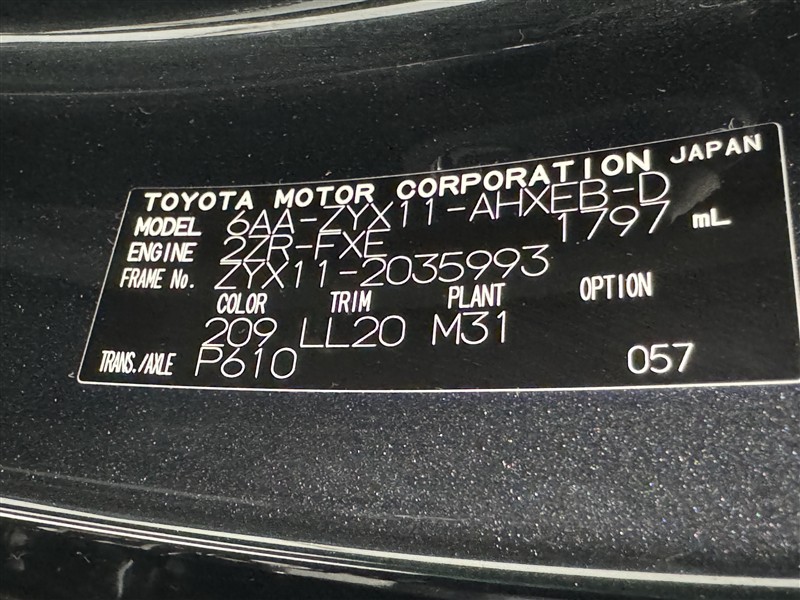 TOYOTA MOTOR CORPORATION JAPAN
MODEL 6AA-ZYX11-AHXEB-D
ENGINE 2ZR-FXE 1797 mL
FRAME No. ZYX11-2035993
COLOR TRIM PLANT OPTION
209 LL20 M31
TRANS./AXLE P610 057